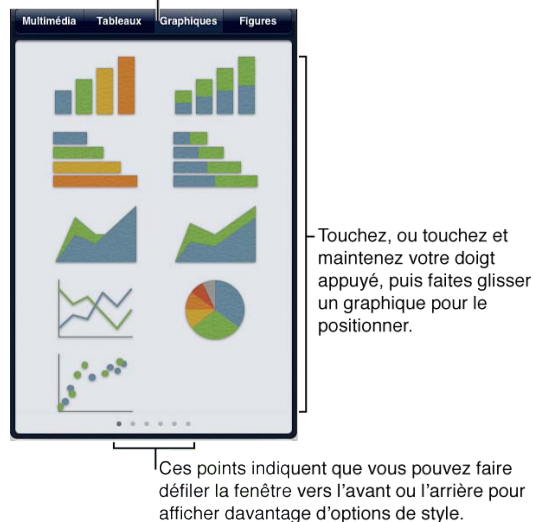 Multimédia Tableaux Graphiques Figures
Touchez, ou touchez et
maintenez votre doigt
appuyé, puis faites glisser
un graphique pour le
positionner.
Ces points indiquent que vous pouvez faire
défiler la fenêtre vers l'avant ou l'arrière pour
afficher davantage d'options de style.